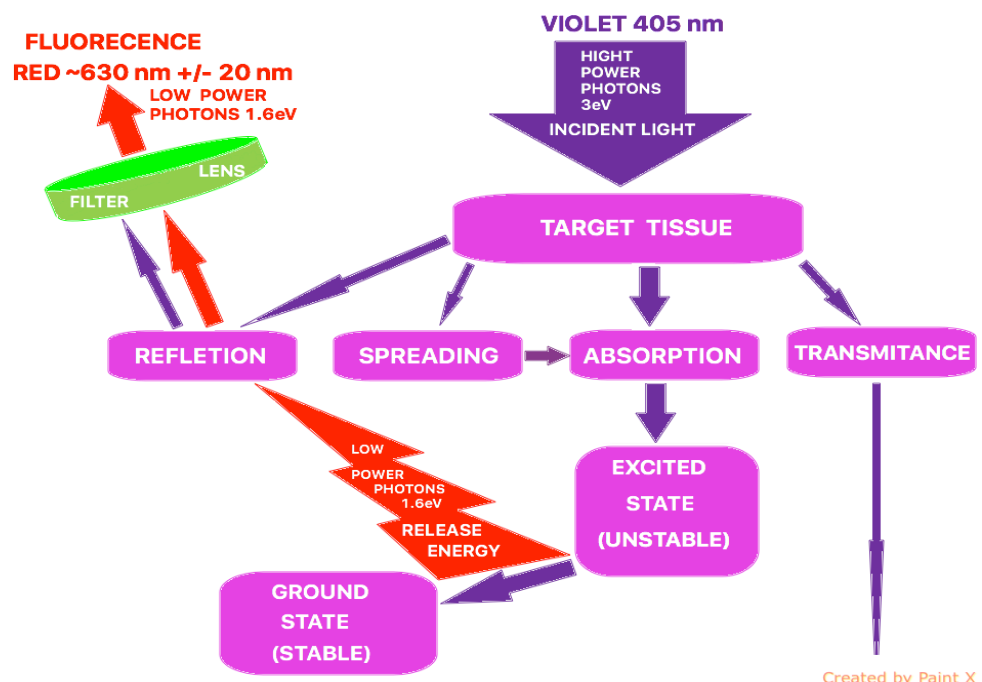 VIOLET 405 nm
HIGHT
POWER
PHOTONS
3eV
INCIDENT LIGHT
FLUORECENCE
RED ~630 nm +/- 20 nm
LOW POWER
PHOTONS 1.6eV
LENS
FILTER
TARGET TISSUE
REFLETION
SPREADING
ABSORPTION
TRANSMITANCE
LOW
POWER
PHOTONS
1.6eV
RELEASE
ENERGY
EXCITED
STATE
(UNSTABLE)
GROUND
STATE
(STABLE)
Created by Paint X